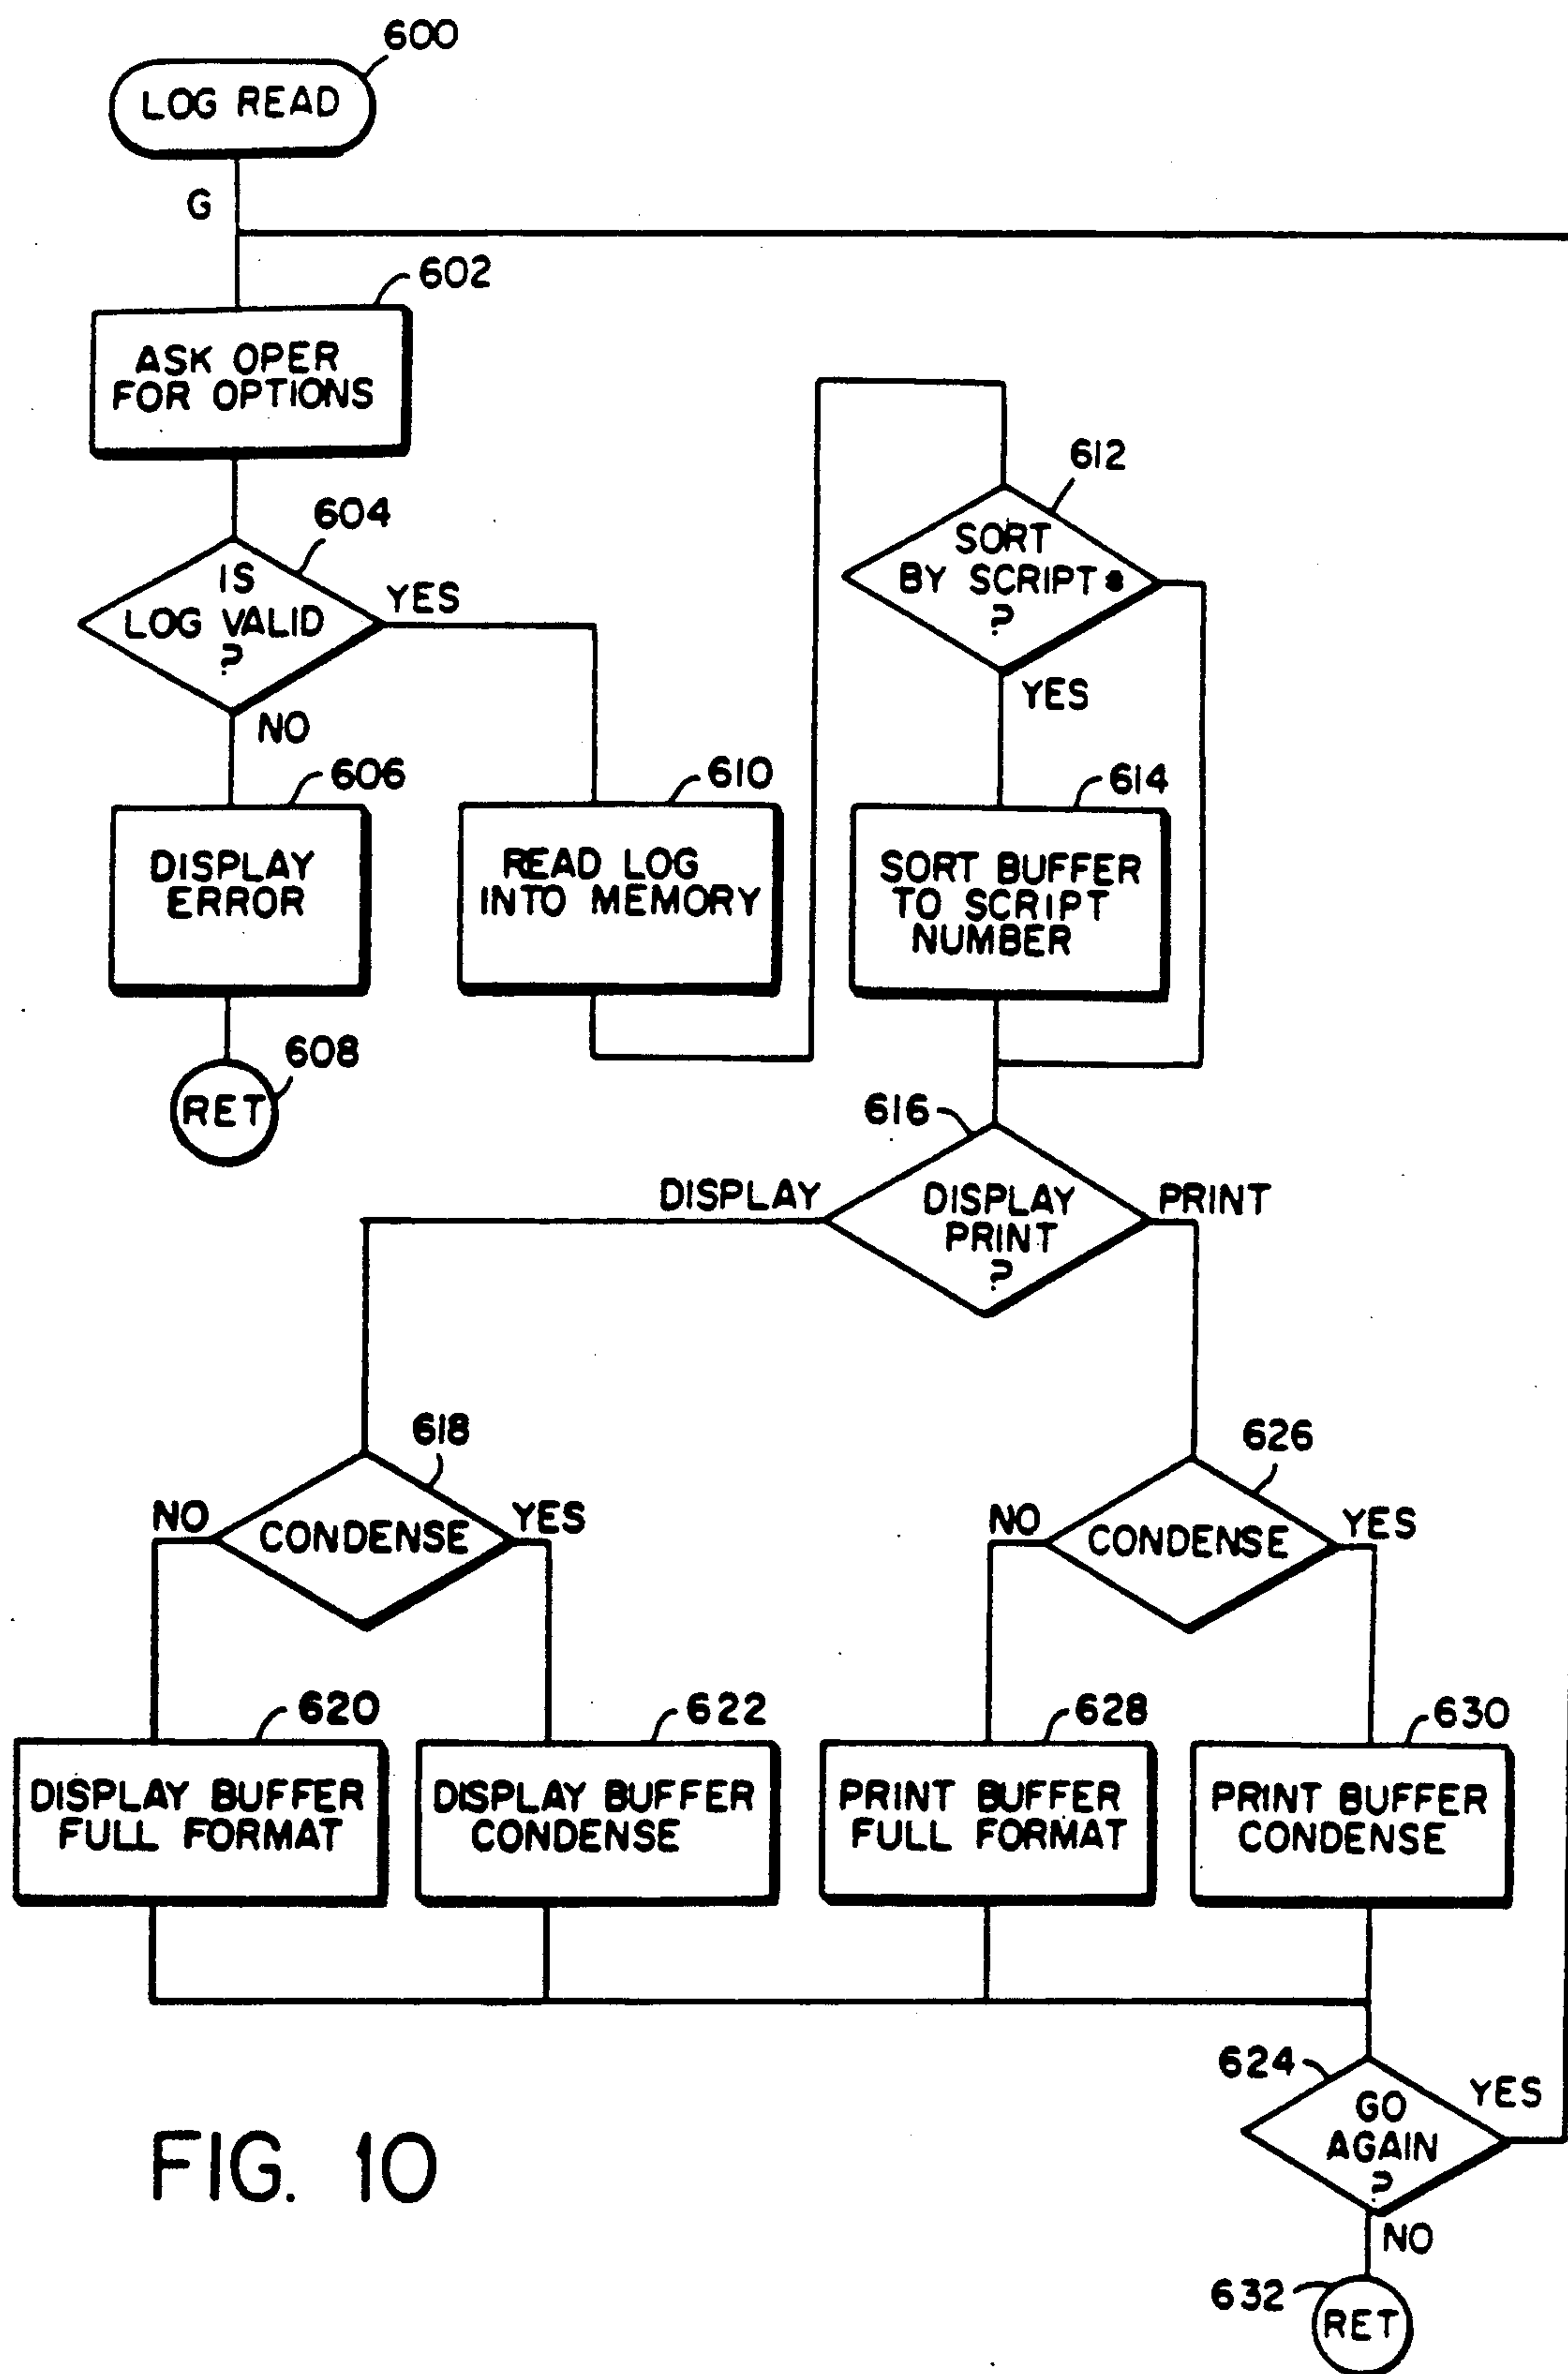 600
LOG READ
G
602
ASK OPER
FOR OPTIONS
604
IS
LOG VALID
?
YES
NO
606
DISPLAY
ERROR
608
RET
610
READ LOG
INTO MEMORY
612
SORT
BY SCRIPT #
?
YES
614
SORT BUFFER
TO SCRIPT
NUMBER
616
DISPLAY
PRINT
?
DISPLAY
PRINT
618
CONDENSE
NO
YES
620
DISPLAY BUFFER
FULL FORMAT
622
DISPLAY BUFFER
CONDENSE
626
CONDENSE
NO
YES
628
PRINT BUFFER
FULL FORMAT
630
PRINT BUFFER
CONDENSE
624
GO
AGAIN
?
YES
NO
632
RET
FIG. 10